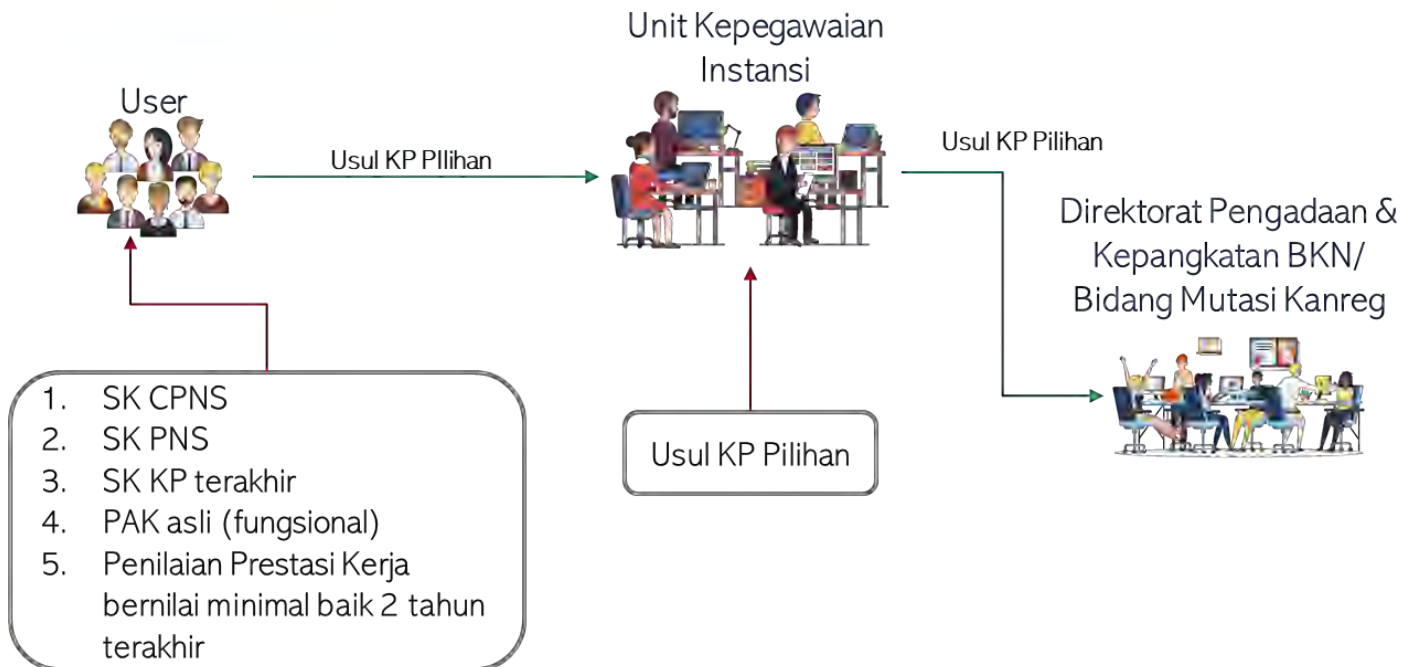 Unit Kepegawaian
Instansi
User
Usul KP PIlihan
Usul KP Pilihan
Direktorat Pengadaan &
Kepangkatan BKN/
Bidang Mutasi Kanreg
1. SK CPNS
2. SK PNS
3. SK KP terakhir
4. PAK asli (fungsional)
5. Penilaian Prestasi Kerja
bernilai minimal baik 2 tahun
terakhir
Usul KP Pilihan